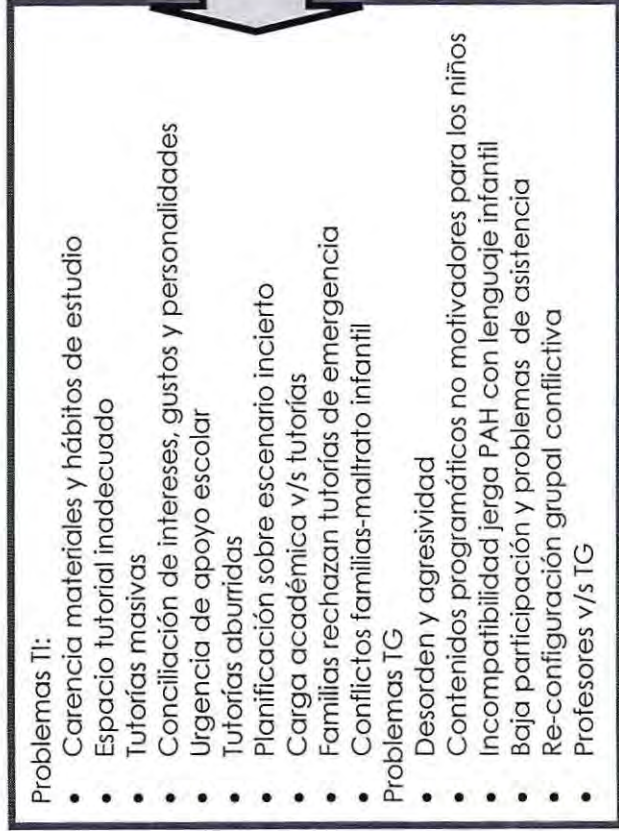 Problemas TI:
• Carencia materiales y hábitos de estudio
• Espacio tutorial inadecuado
• Tutorías masivas
• Conciliación de intereses, gustos y personalidades
• Urgencia de apoyo escolar
• Tutorías aburridas
• Planificación sobre escenario incierto
• Carga académica v/s tutorías
• Familias rechazan tutorías de emergencia
• Conflictos familias-maltrato infantil
Problemas TG
• Desorden y agresividad
• Contenidos programáticos no motivadores para los niños
• Incompatibilidad jerga PAH con lenguaje infantil
• Baja participación y problemas de asistencia
• Re-configuración grupal conflictiva
• Profesores v/s TG